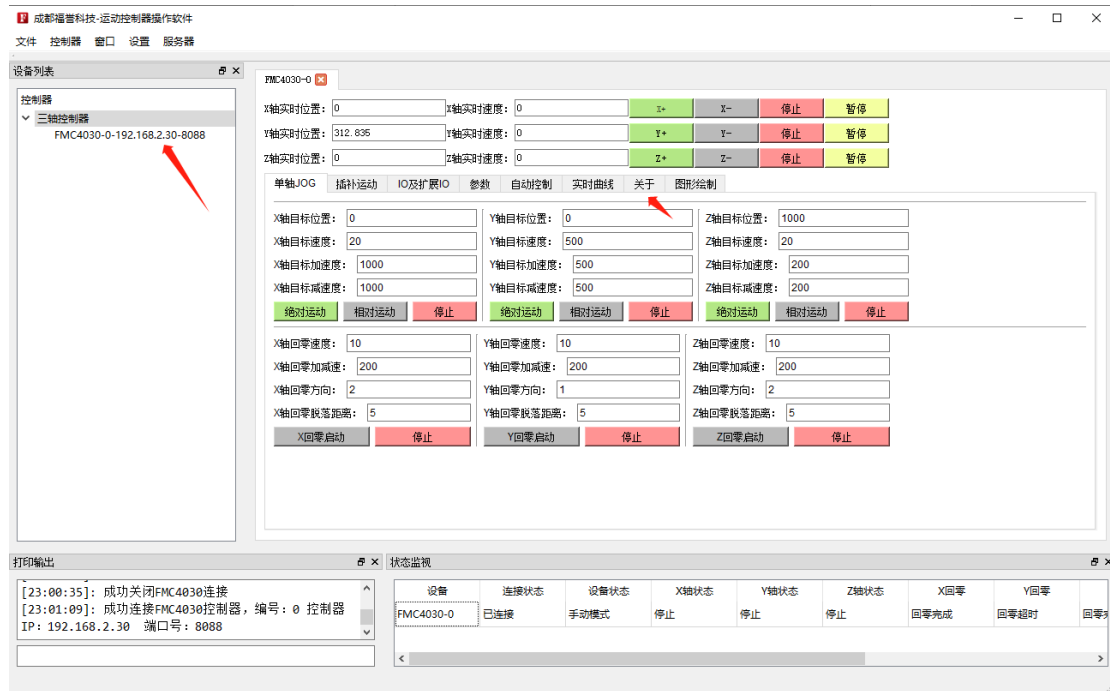 成都福誉科技-运动控制器操作软件
文件 控制器 窗口 设置 服务器
设备列表
控制器
三轴控制器
FMC4030-0-192.168.2.30-8088
FMC4030-0
X轴实时位置: 0 X轴实时速度: 0 X+ X- 停止 暂停
Y轴实时位置: 312.835 Y轴实时速度: 0 Y+ Y- 停止 暂停
Z轴实时位置: 0 Z轴实时速度: 0 Z+ Z- 停止 暂停
单轴JOG 插补运动 IO及扩展IO 参数 自动控制 实时曲线 关于 图形绘制
X轴目标位置: 0 Y轴目标位置: 0 Z轴目标位置: 1000
X轴目标速度: 20 Y轴目标速度: 500 Z轴目标速度: 20
X轴目标加速度: 1000 Y轴目标加速度: 500 Z轴目标加速度: 200
X轴目标减速度: 1000 Y轴目标减速度: 500 Z轴目标减速度: 200
绝对运动 相对运动 停止 绝对运动 相对运动 停止 绝对运动 相对运动 停止
X轴回零速度: 10 Y轴回零速度: 10 Z轴回零速度: 10
X轴回零加减速: 200 Y轴回零加减速: 200 Z轴回零加减速: 200
X轴回零方向: 2 Y轴回零方向: 1 Z轴回零方向: 2
X轴回零脱落距离: 5 Y轴回零脱落距离: 5 Z轴回零脱落距离: 5
X回零启动 停止 Y回零启动 停止 Z回零启动 停止
打印输出
[23:00:35]: 成功关闭FMC4030连接
[23:01:09]: 成功连接FMC4030控制器，编号：0 控制器
IP: 192.168.2.30 端口号: 8088
状态监视
设备 连接状态 设备状态 X轴状态 Y轴状态 Z轴状态 X回零 Y回零
FMC4030-0 已连接 手动模式 停止 停止 停止 回零完成 回零超时 回零